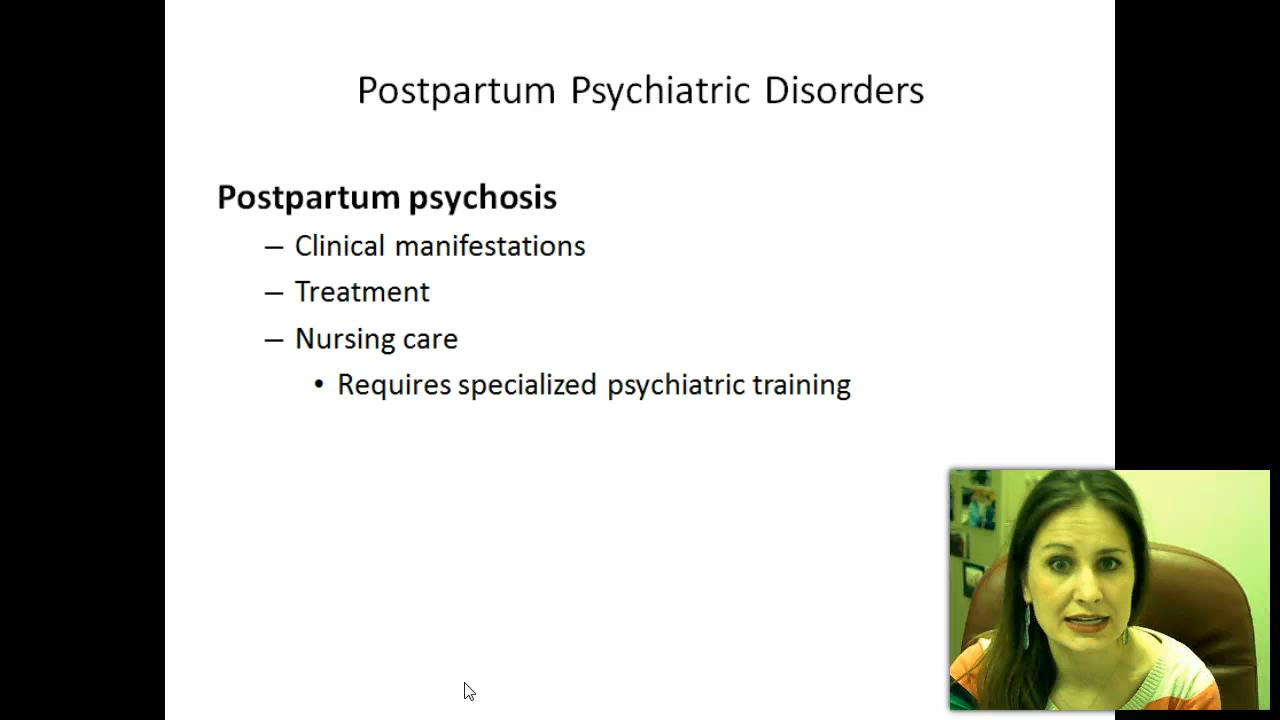 Postpartum Psychiatric Disorders
Postpartum psychosis
– Clinical manifestations
– Treatment
– Nursing care
• Requires specialized psychiatric training